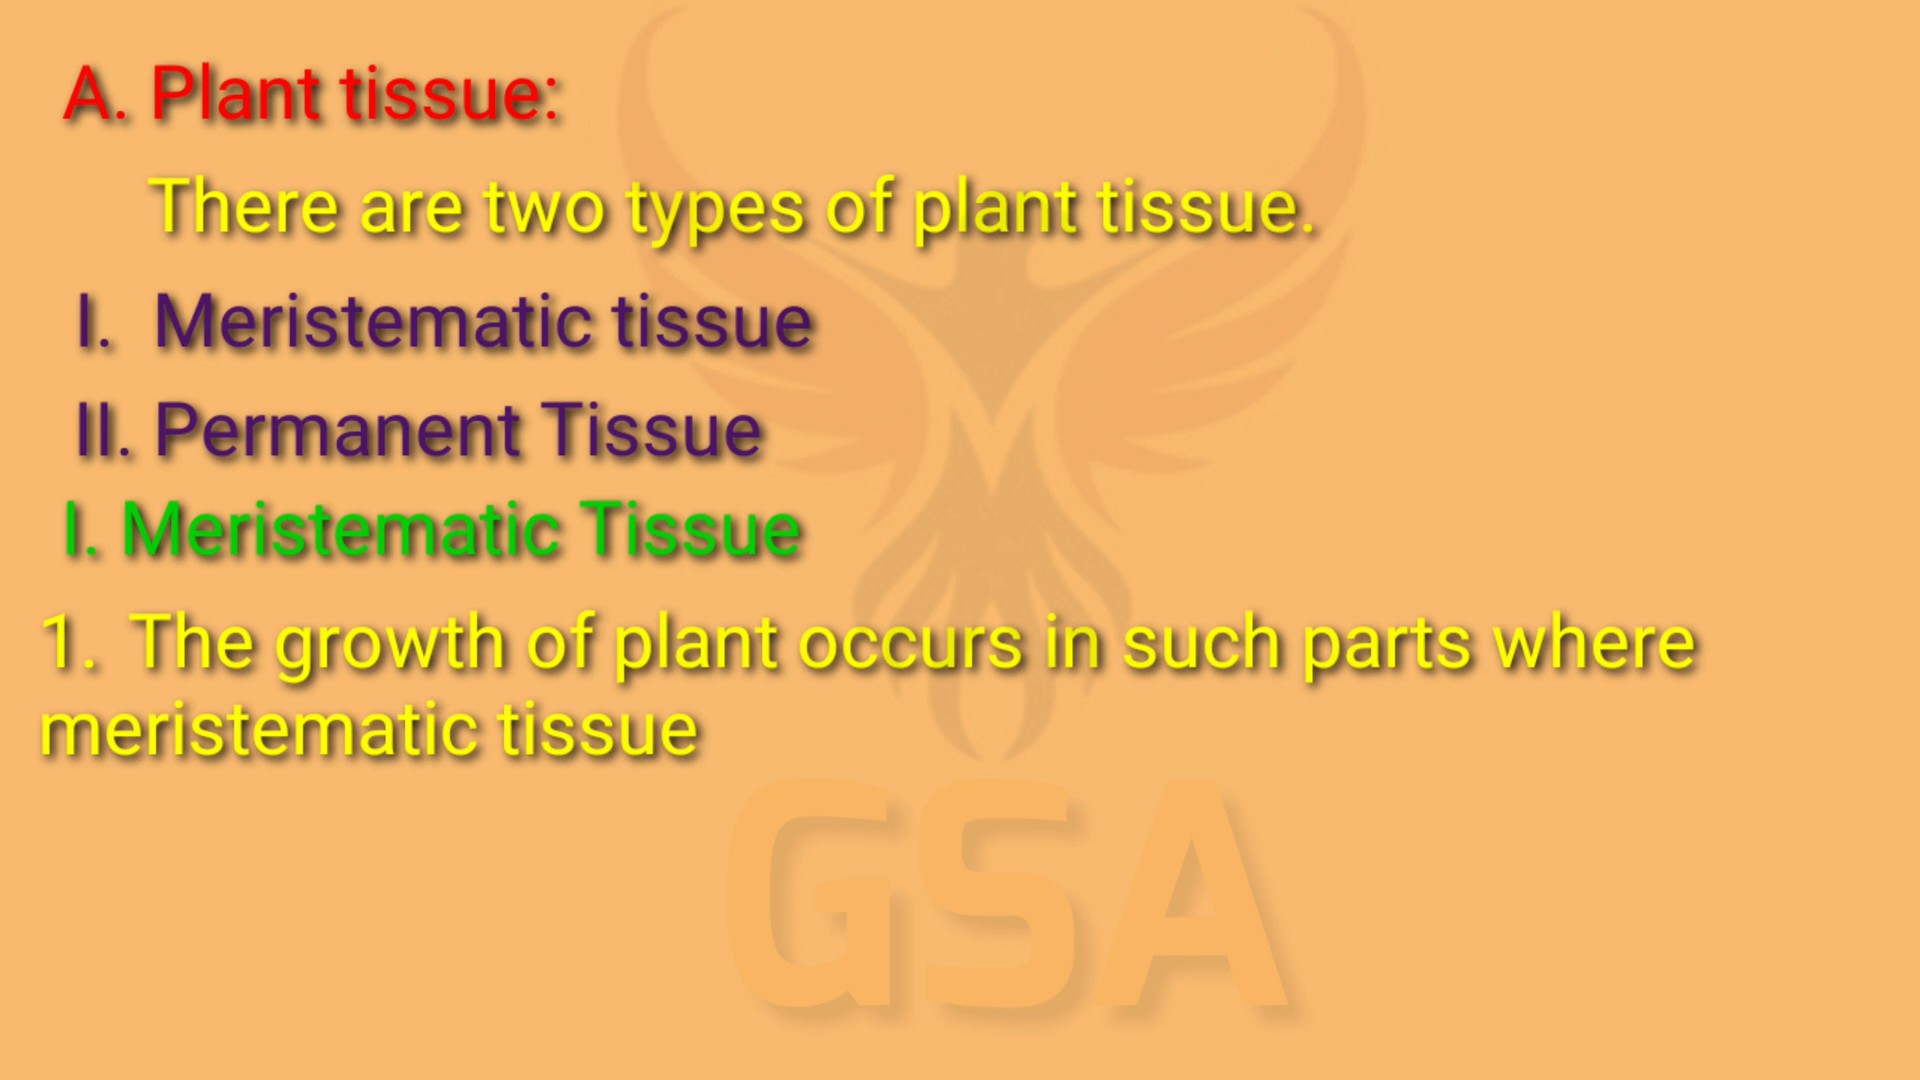 A. Plant tissue:
There are two types of plant tissue.
I. Meristematic tissue
II. Permanent Tissue
I. Meristematic Tissue
1. The growth of plant occurs in such parts where
meristematic tissue
GSA